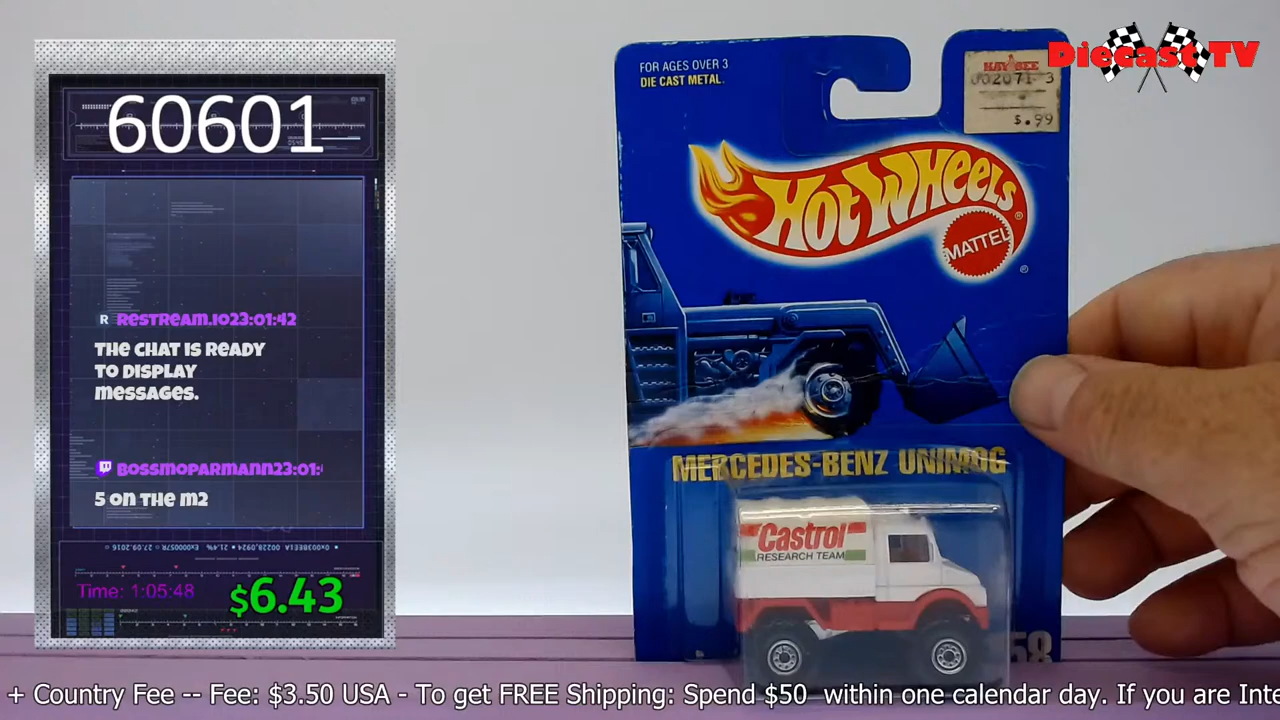 60601
R Restream.io23:01:42
The chat is ready
to display
messages.
BossMoparMann23:01:
5 on the m2
Time: 1:05:48
$6.43
FOR AGES OVER 3
DIE CAST METAL.
KAY BEE
002071 3
$.99
Diecast TV
HOT WHEELS ®
MATTEL
®
MERCEDES-BENZ UNIMOG
Castrol
RESEARCH TEAM
58
+ Country Fee -- Fee: $3.50 USA - To get FREE Shipping: Spend $50 within one calendar day. If you are Inte